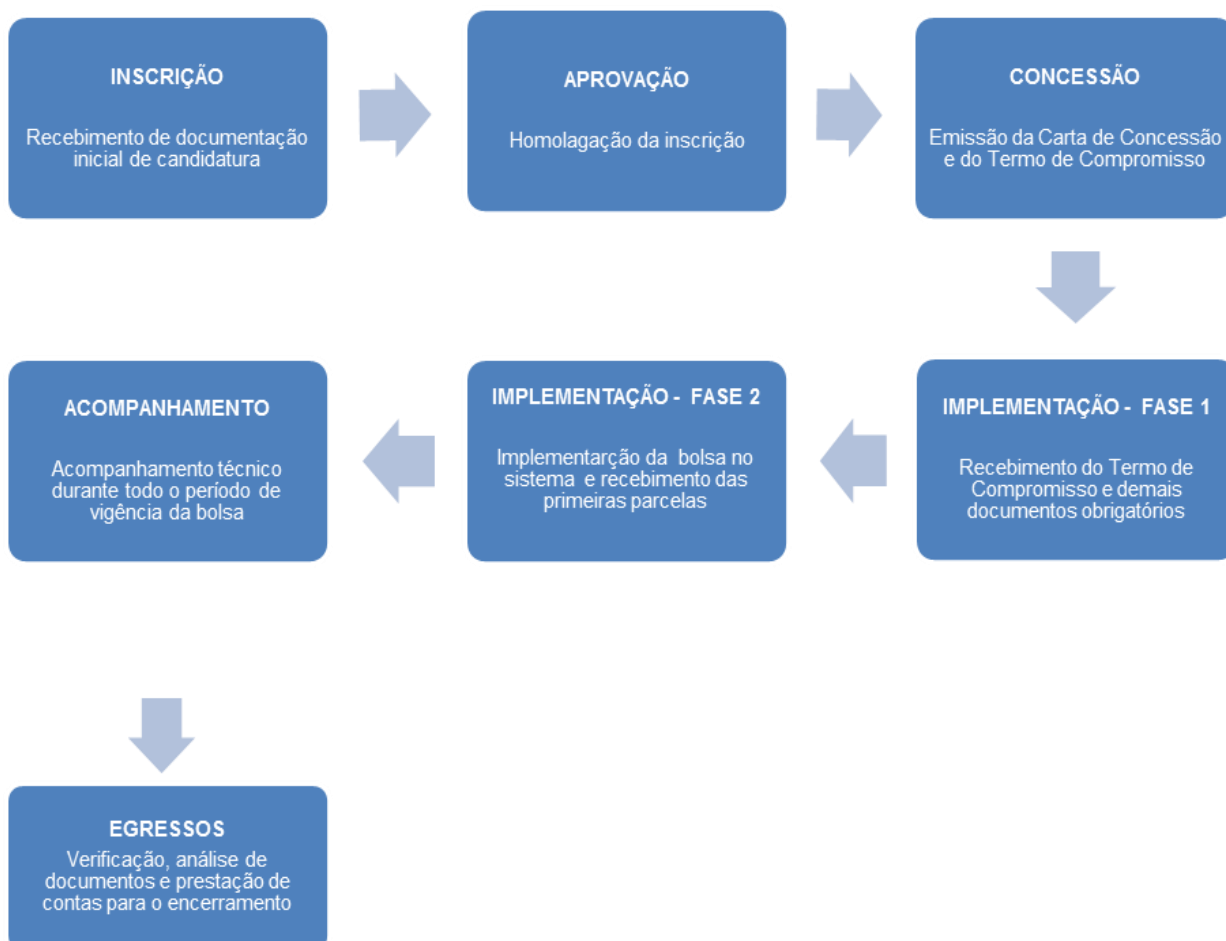 INSCRIÇÃO
Recebimento de documentação
inicial de candidatura
APROVAÇÃO
Homolagação da inscrição
CONCESSÃO
Emissão da Carta de Concessão
e do Termo de Compromisso
IMPLEMENTAÇÃO - FASE 1
Recebimento do Termo de
Compromisso e demais
documentos obrigatórios
IMPLEMENTAÇÃO - FASE 2
Implementarção da bolsa no
sistema e recebimento das
primeiras parcelas
ACOMPANHAMENTO
Acompanhamento técnico
durante todo o período de
vigência da bolsa
EGRESSOS
Verificação, análise de
documentos e prestação de
contas para o encerramento